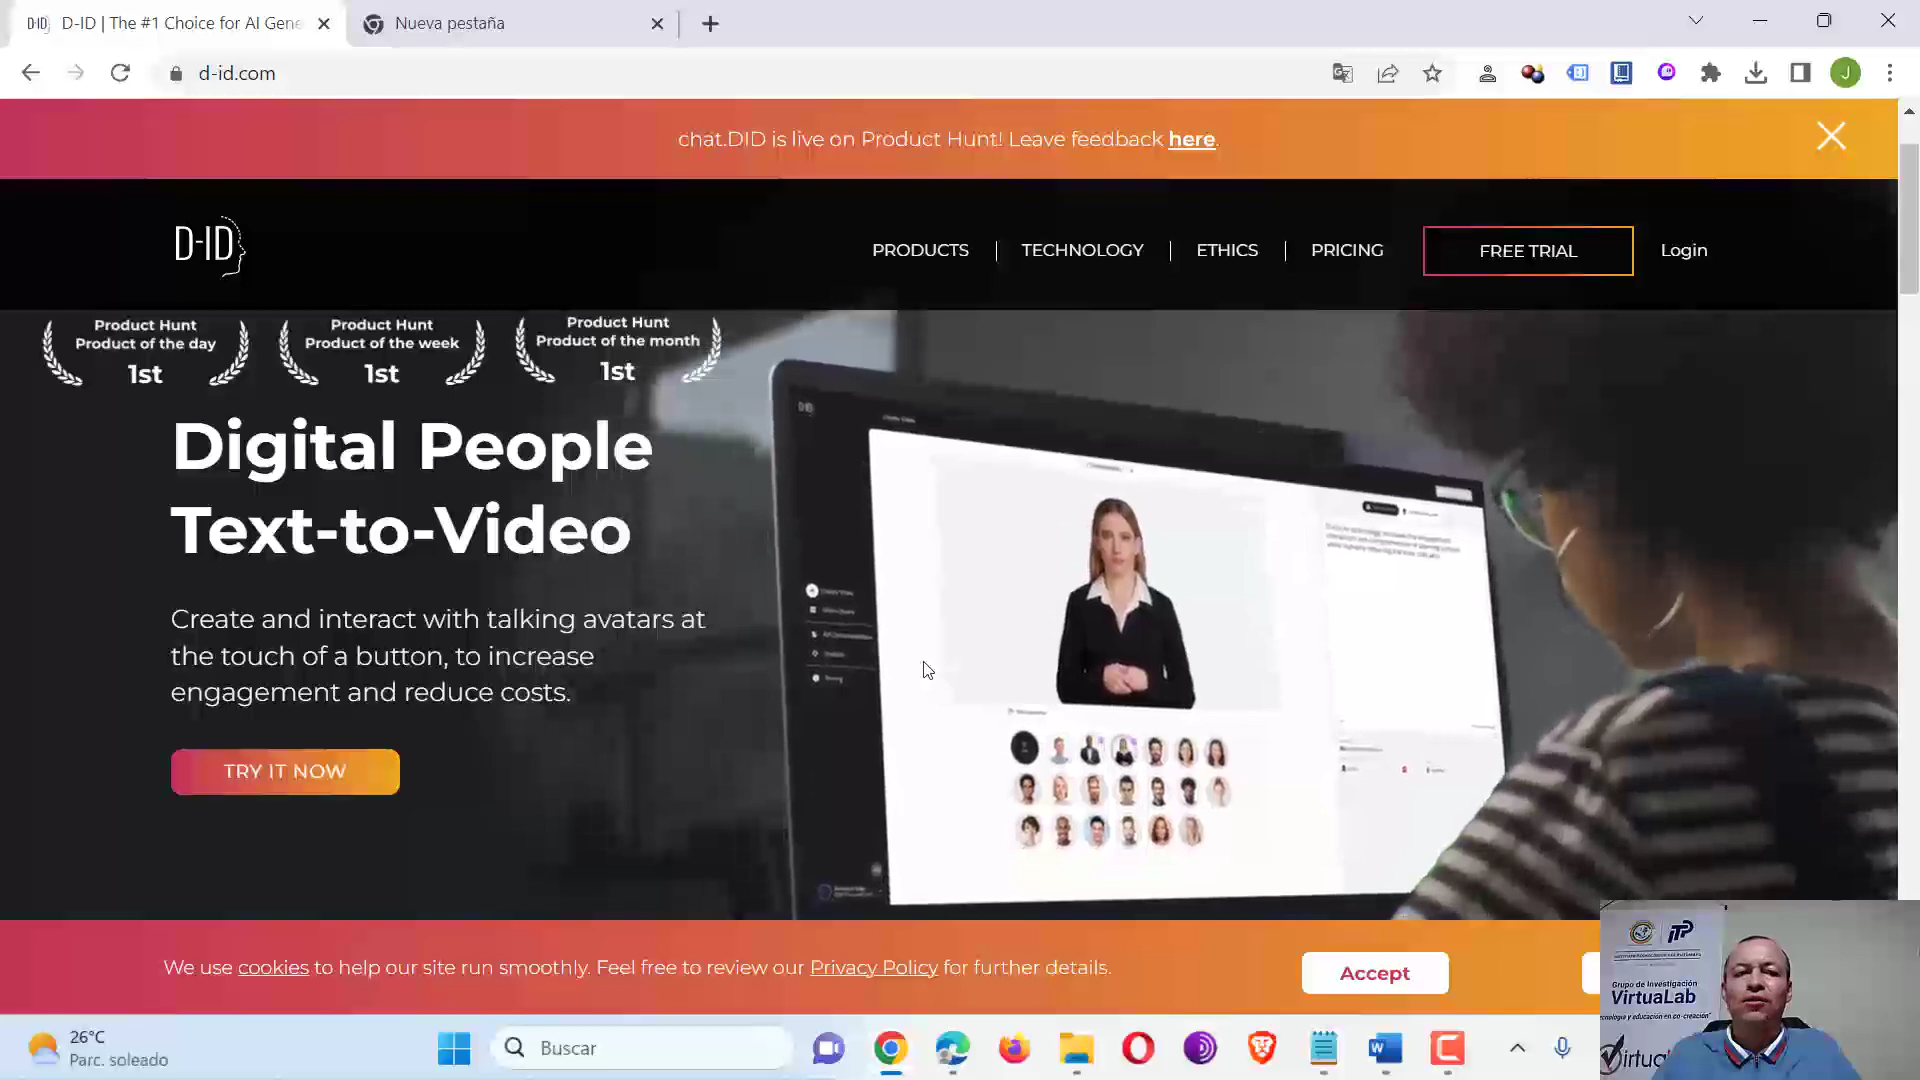 D-ID | The #1 Choice for AI Gene
Nueva pestaña
d-id.com
J
chat.DID is live on Product Hunt! Leave feedback here.
D-ID
PRODUCTS
TECHNOLOGY
ETHICS
PRICING
FREE TRIAL
Login
Product Hunt
Product of the day
1st
Product Hunt
Product of the week
1st
Product Hunt
Product of the month
1st
Digital People
Text-to-Video
Create and interact with talking avatars at
the touch of a button, to increase
engagement and reduce costs.
TRY IT NOW
We use cookies to help our site run smoothly. Feel free to review our Privacy Policy for further details.
Accept
iTP
Grupo de Investigación
VirtuaLab
26°C
Parc. soleado
Buscar